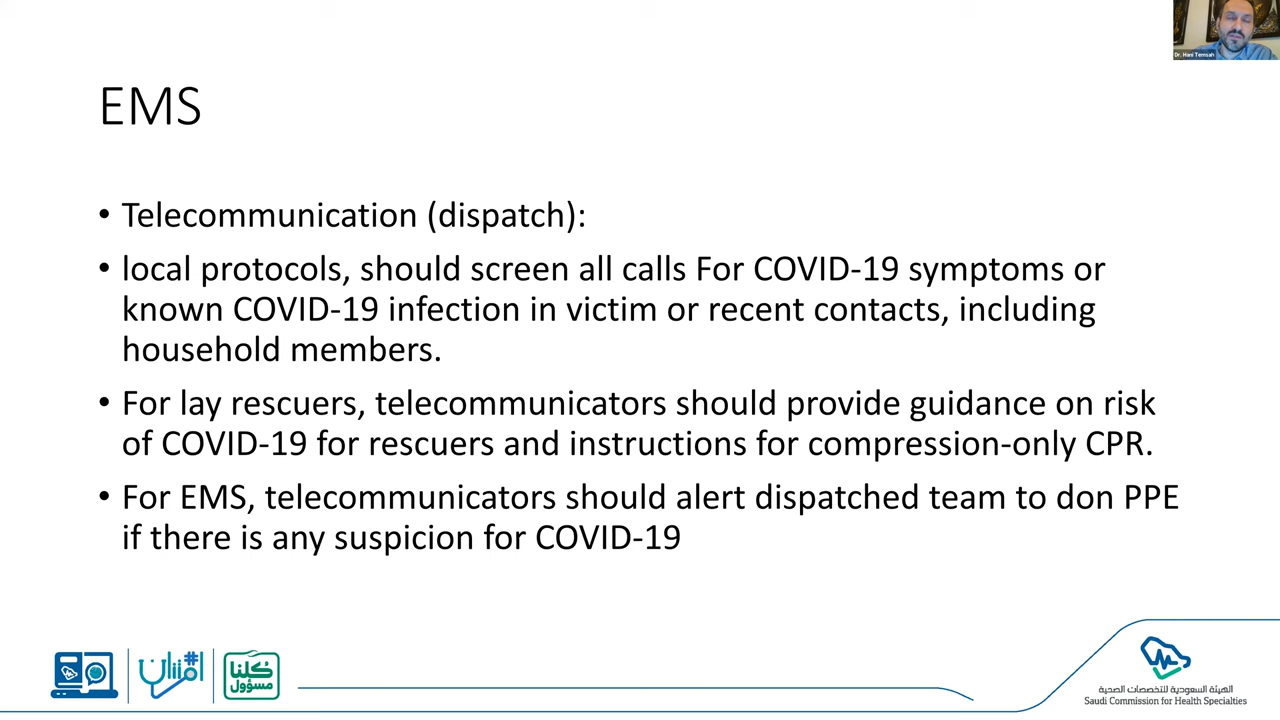 Dr. Hani Temsah
EMS
• Telecommunication (dispatch):
• local protocols, should screen all calls For COVID-19 symptoms or
known COVID-19 infection in victim or recent contacts, including
household members.
• For lay rescuers, telecommunicators should provide guidance on risk
of COVID-19 for rescuers and instructions for compression-only CPR.
• For EMS, telecommunicators should alert dispatched team to don PPE
if there is any suspicion for COVID-19
كلنا
مسؤول
الهيئة السعودية للتخصصات الصحية
Saudi Commission for Health Specialties